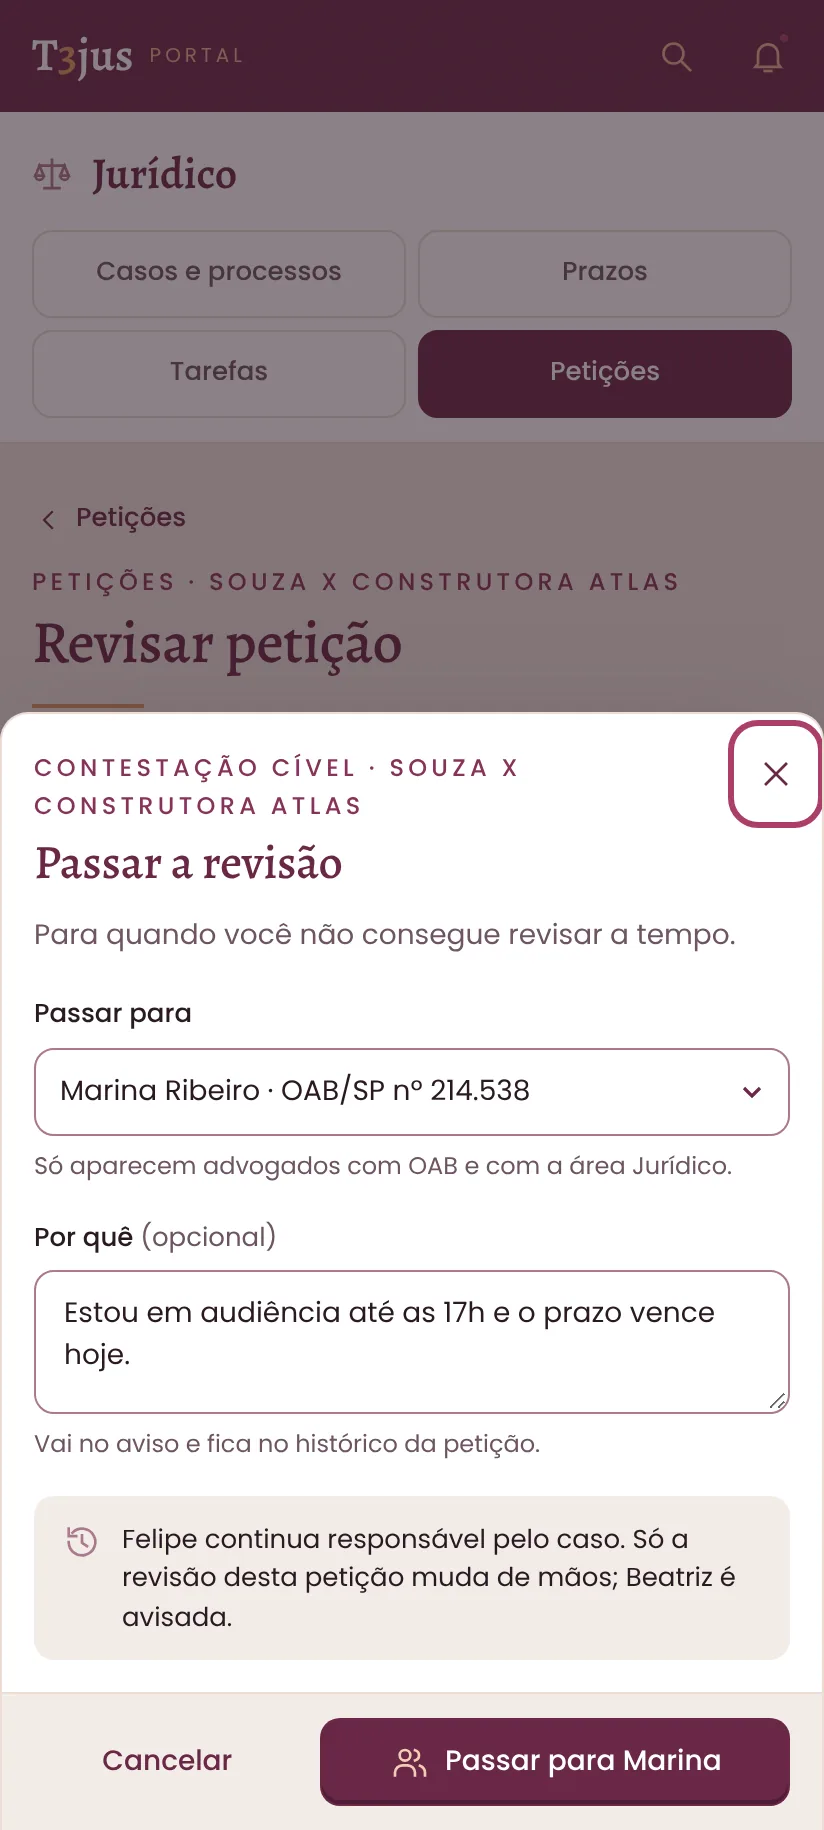 T3jus PORTAL
Jurídico
Casos e processos
Prazos
Tarefas
Petições
Petições
PETIÇÕES · SOUZA X CONSTRUTORA ATLAS
Revisar petição
CONTESTAÇÃO CÍVEL · SOUZA X
CONSTRUTORA ATLAS
Passar a revisão
Para quando você não consegue revisar a tempo.
Passar para
Marina Ribeiro · OAB/SP nº 214.538
Só aparecem advogados com OAB e com a área Jurídico.
Por quê (opcional)
Estou em audiência até as 17h e o prazo vence
hoje.
Vai no aviso e fica no histórico da petição.
Felipe continua responsável pelo caso. Só a
revisão desta petição muda de mãos; Beatriz é
avisada.
Cancelar
Passar para Marina